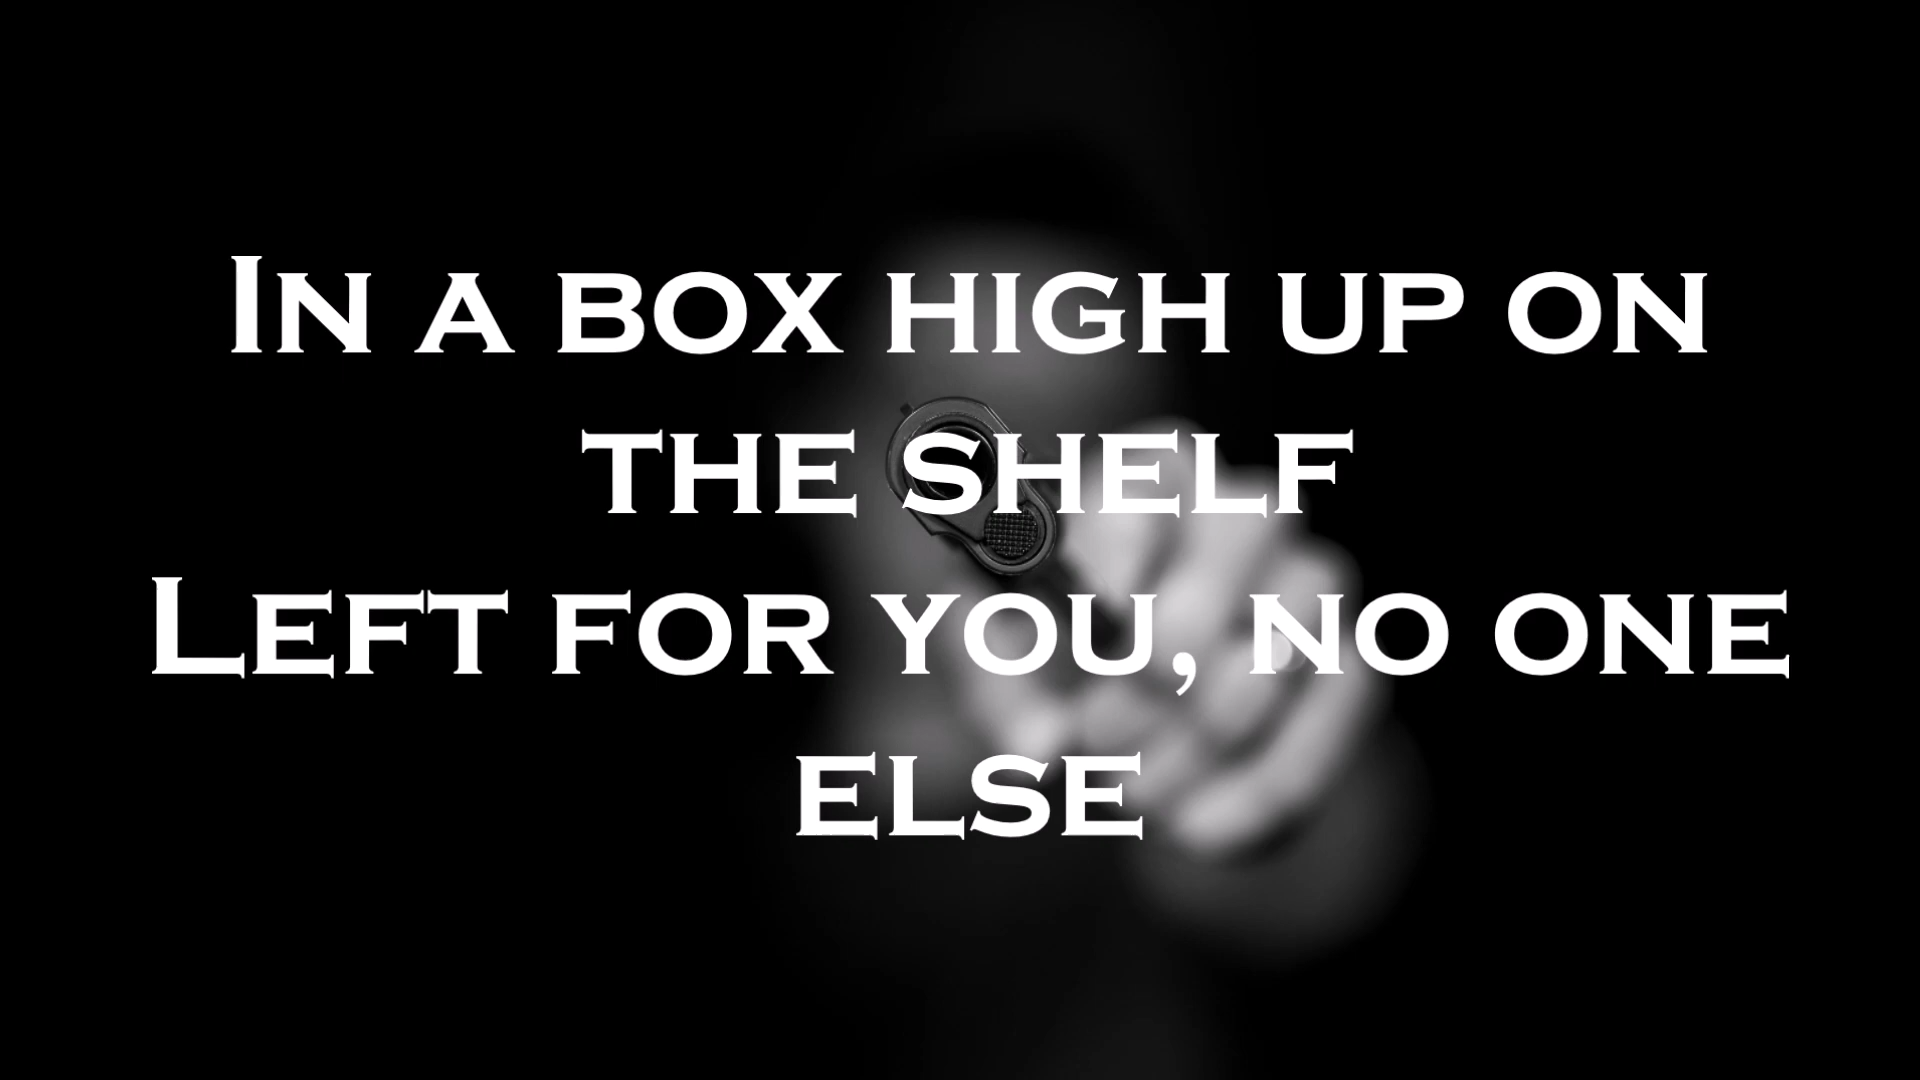 In a box high up on
the shelf
Left for you, no one
else